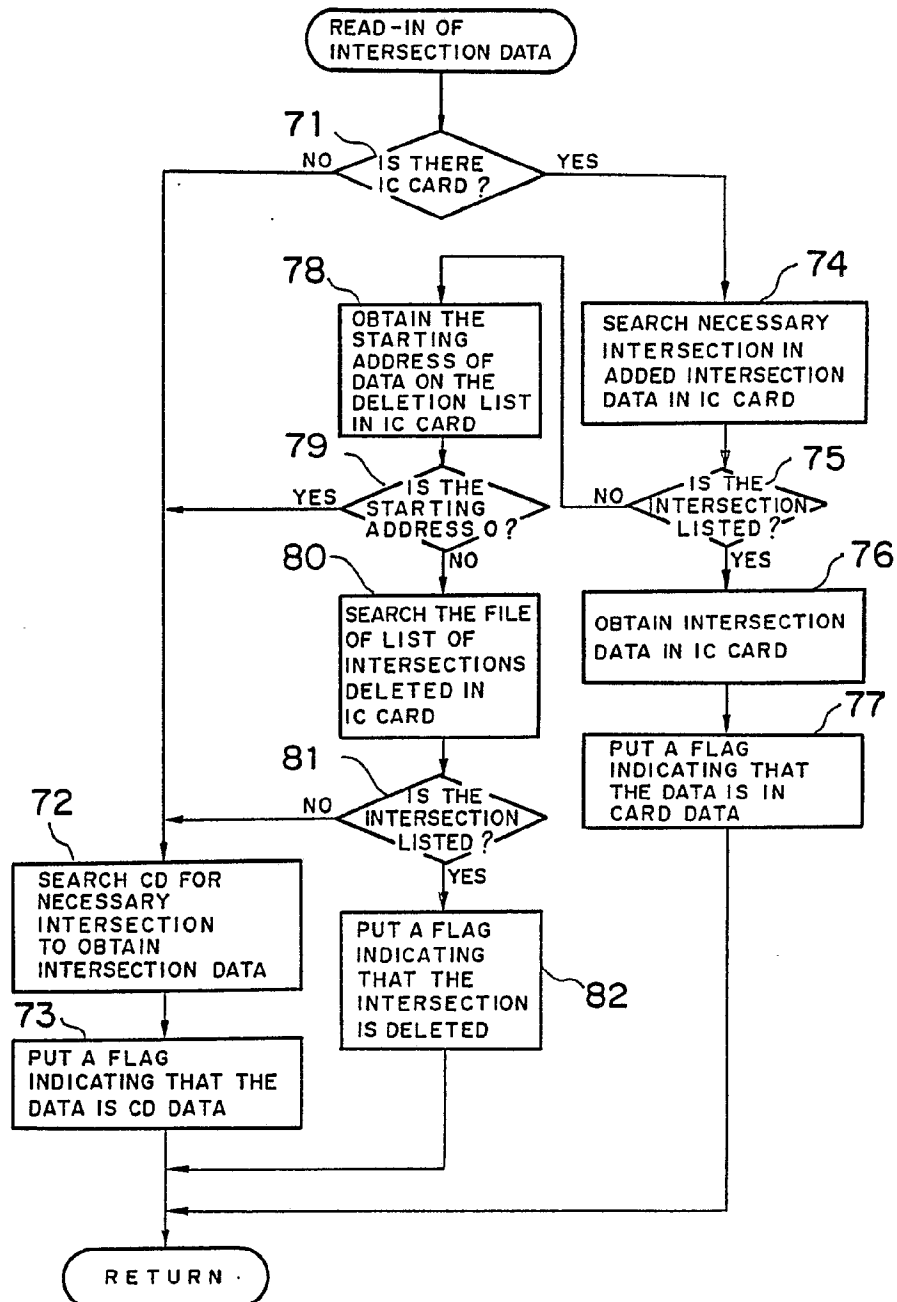 READ-IN OF
INTERSECTION DATA
71
NO
IS THERE
IC CARD?
YES
78
OBTAIN THE
STARTING
ADDRESS OF
DATA ON THE
DELETION LIST
IN IC CARD
74
SEARCH NECESSARY
INTERSECTION IN
ADDED INTERSECTION
DATA IN IC CARD
79
YES
IS THE
STARTING
ADDRESS O?
NO
75
NO
IS THE
INTERSECTION
LISTED?
YES
80
SEARCH THE FILE
OF LIST OF
INTERSECTIONS
DELETED IN
IC CARD
76
OBTAIN INTERSECTION
DATA IN IC CARD
77
PUT A FLAG
INDICATING THAT
THE DATA IS IN
CARD DATA
81
NO
IS THE
INTERSECTION
LISTED?
YES
72
SEARCH CD FOR
NECESSARY
INTERSECTION
TO OBTAIN
INTERSECTION DATA
PUT A FLAG
INDICATING
THAT THE
INTERSECTION
IS DELETED
82
73
PUT A FLAG
INDICATING THAT THE
DATA IS CD DATA
RETURN